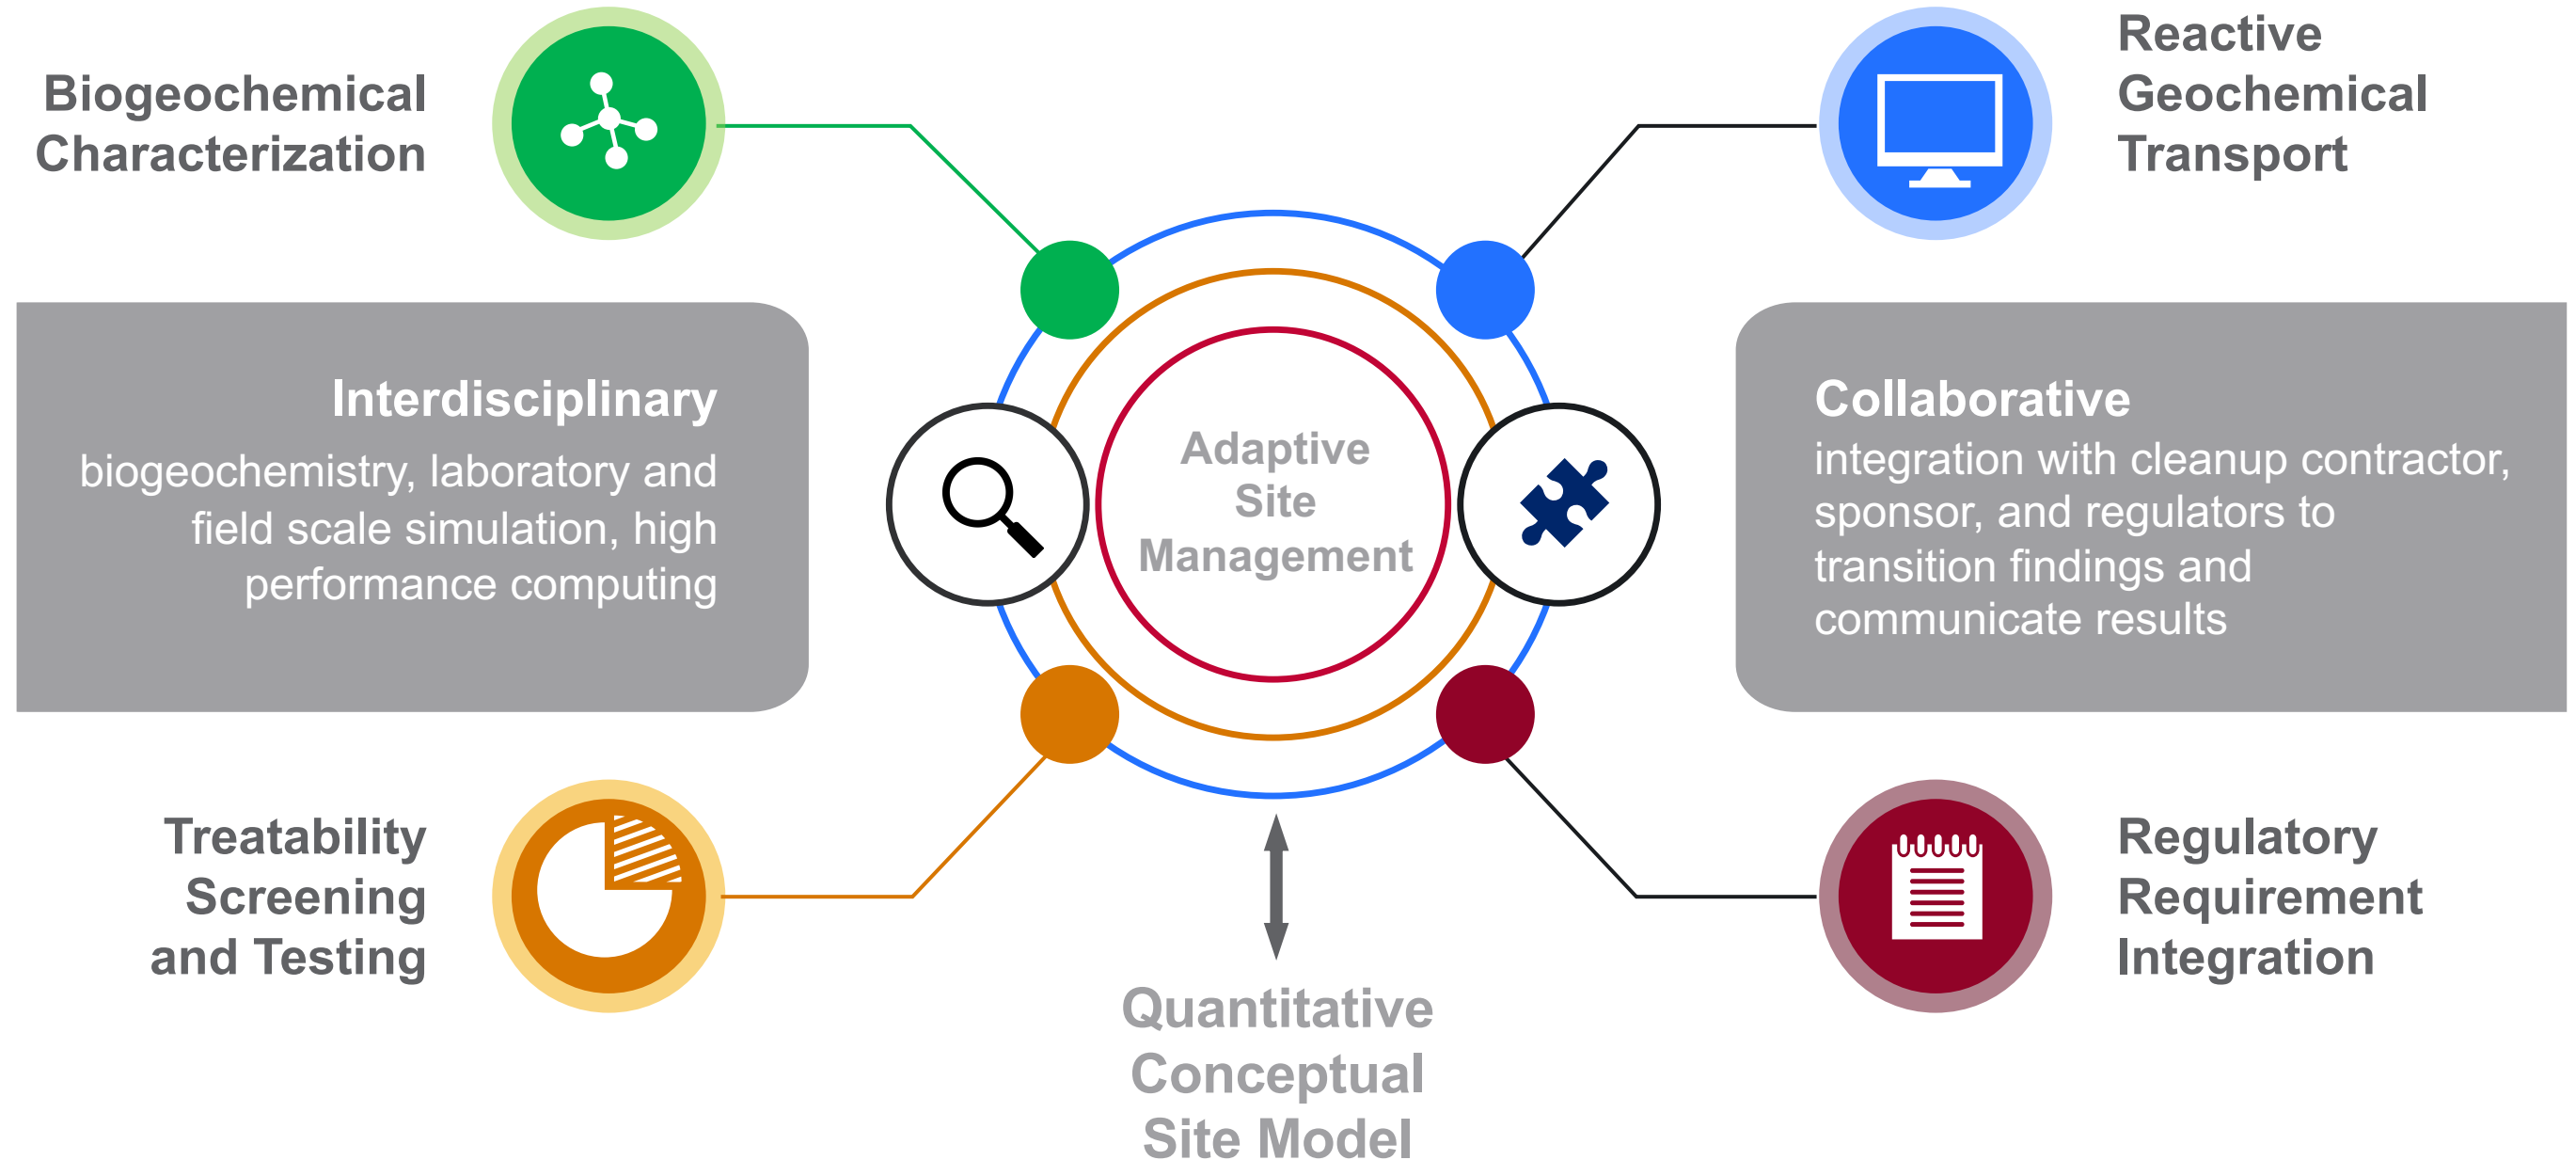 Biogeochemical
Characterization
Reactive
Geochemical
Transport
Interdisciplinary
biogeochemistry, laboratory and
field scale simulation, high
performance computing
Adaptive
Site
Management
Collaborative
integration with cleanup contractor,
sponsor, and regulators to
transition findings and
communicate results
Treatability
Screening
and Testing
Regulatory
Requirement
Integration
Quantitative
Conceptual
Site Model